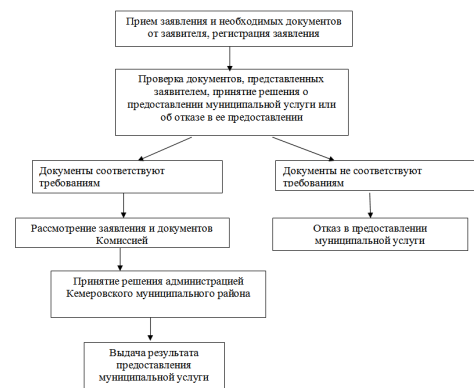 Прием заявления и необходимых документов
от заявителя, регистрация заявления
Проверка документов, представленных
заявителем, принятие решения о
предоставлении муниципальной услуги или
об отказе в ее предоставлении
Документы соответствуют
требованиям
Документы не соответствуют
требованиям
Рассмотрение заявления и документов
Комиссией
Отказ в предоставлении
муниципальной услуги
Принятие решения администрацией
Кемеровского муниципального района
Выдача результата
предоставления
муниципальной услуги